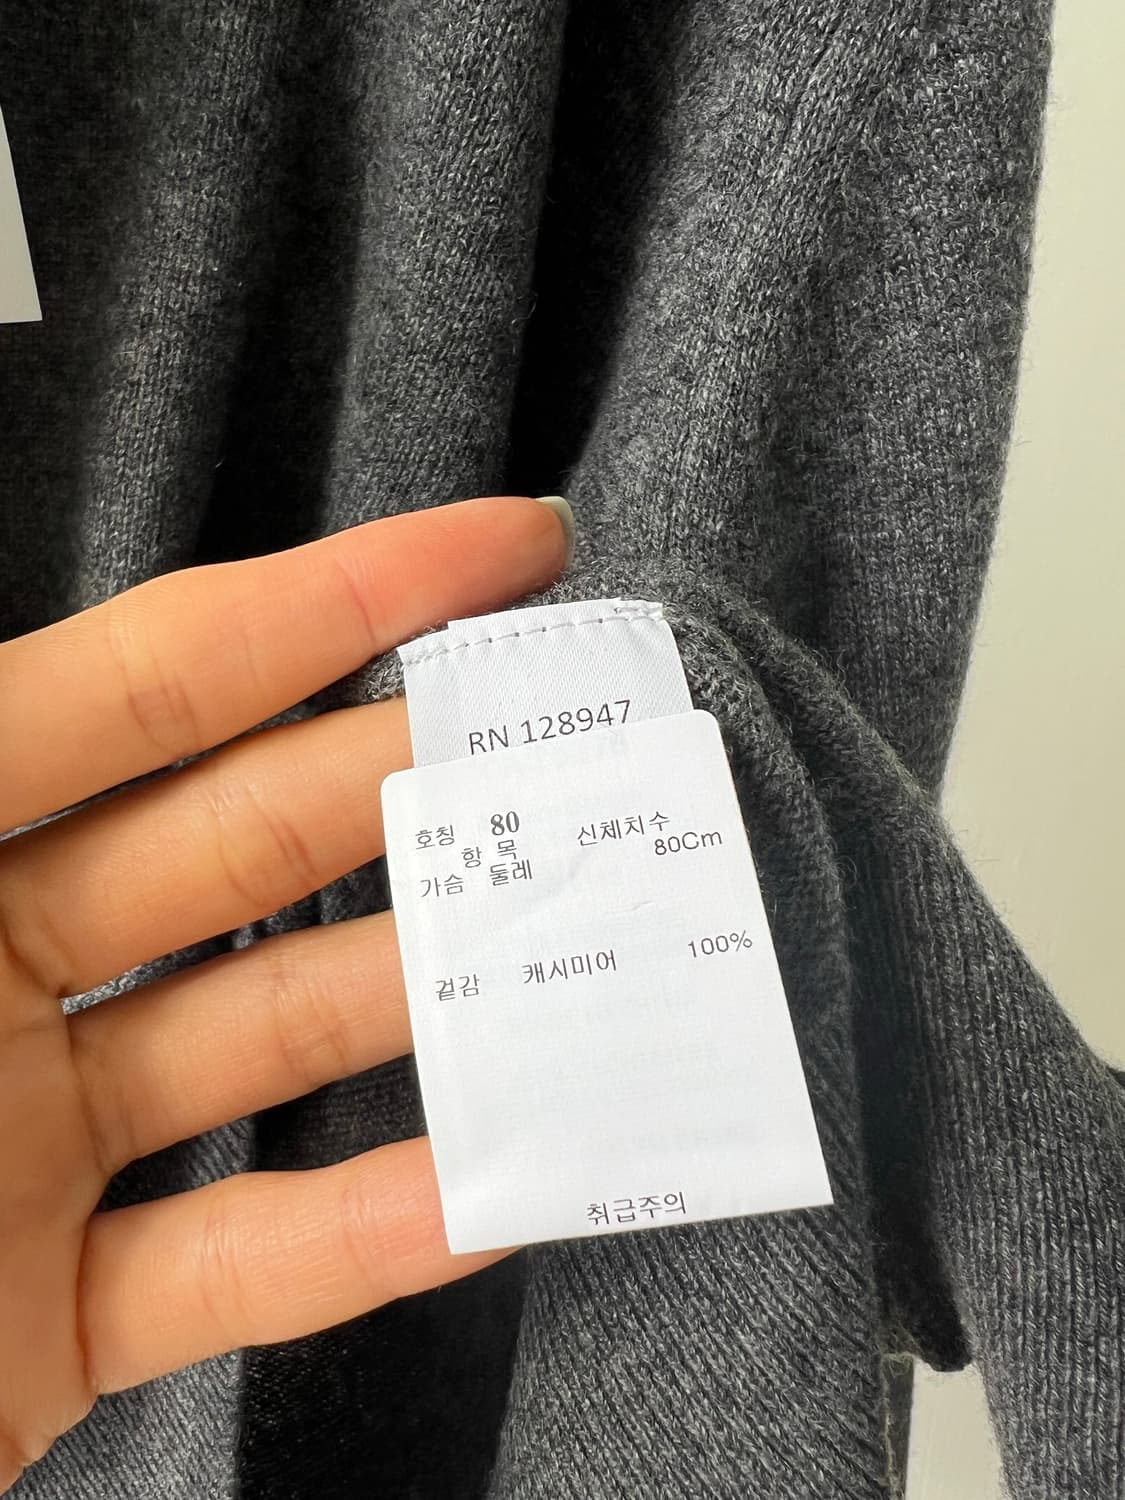 RN 128947
호칭 80 신체치수
항 목 80Cm
가슴 둘레
겉감 캐시미어 100%
취급주의